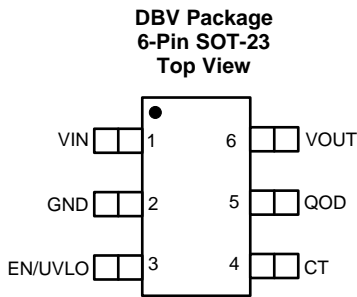 DBV Package
6-Pin SOT-23
Top View
VIN 1 6 VOUT
GND 2 5 QOD
EN/UVLO 3 4 CT